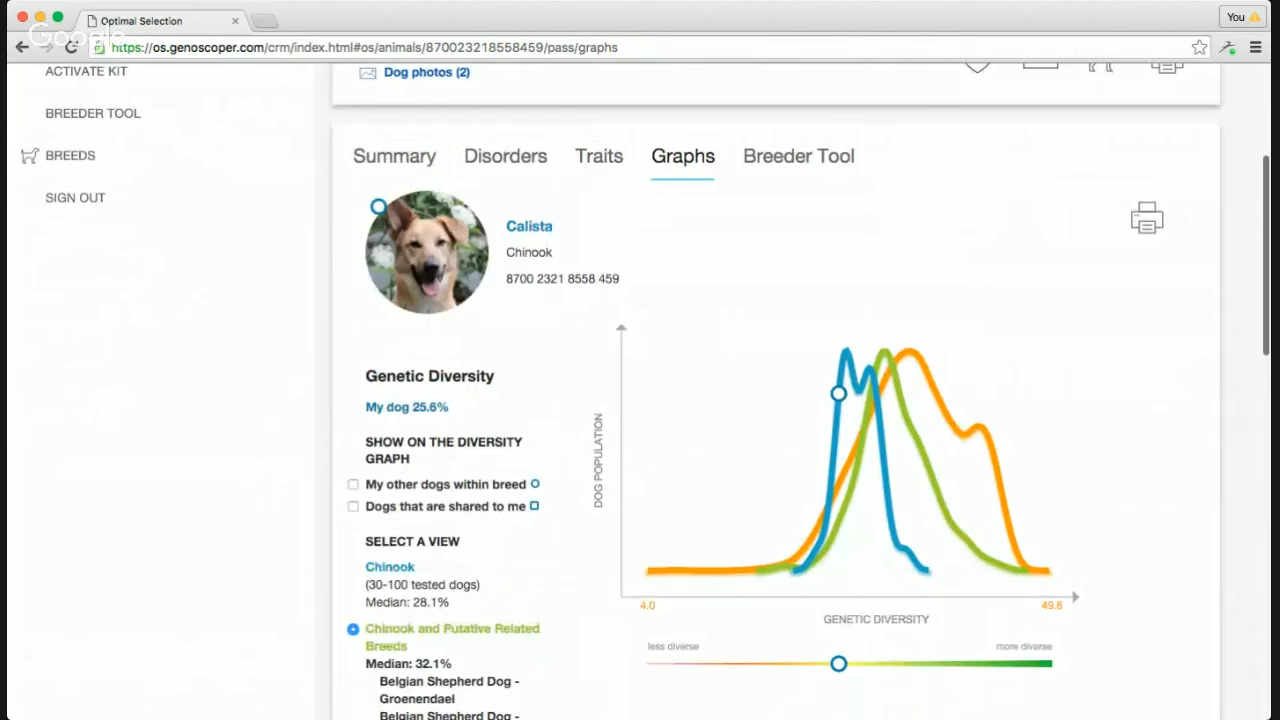 Optimal Selection
You
Google
https://os.genoscoper.com/crm/index.html#os/animals/870023218558459/pass/graphs
ACTIVATE KIT
BREEDER TOOL
BREEDS
SIGN OUT
Dog photos (2)
Summary Disorders Traits Graphs Breeder Tool
Calista
Chinook
8700 2321 8558 459
Genetic Diversity
My dog 25.6%
SHOW ON THE DIVERSITY
GRAPH
My other dogs within breed
Dogs that are shared to me
SELECT A VIEW
Chinook
(30-100 tested dogs)
Median: 28.1%
Chinook and Putative Related
Breeds
Median: 32.1%
Belgian Shepherd Dog -
Groenendael
Belgian Shepherd Dog -
DOG POPULATION
4.0
49.6
GENETIC DIVERSITY
less diverse
more diverse